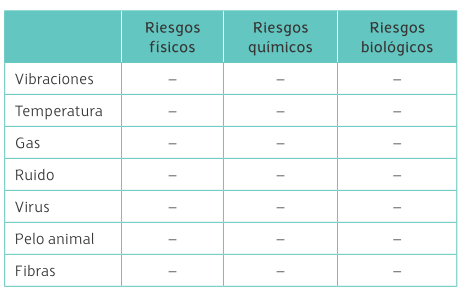 Riesgos físicos Riesgos químicos Riesgos biológicos
Vibraciones – – –
Temperatura – – –
Gas – – –
Ruido – – –
Virus – – –
Pelo animal – – –
Fibras – – –